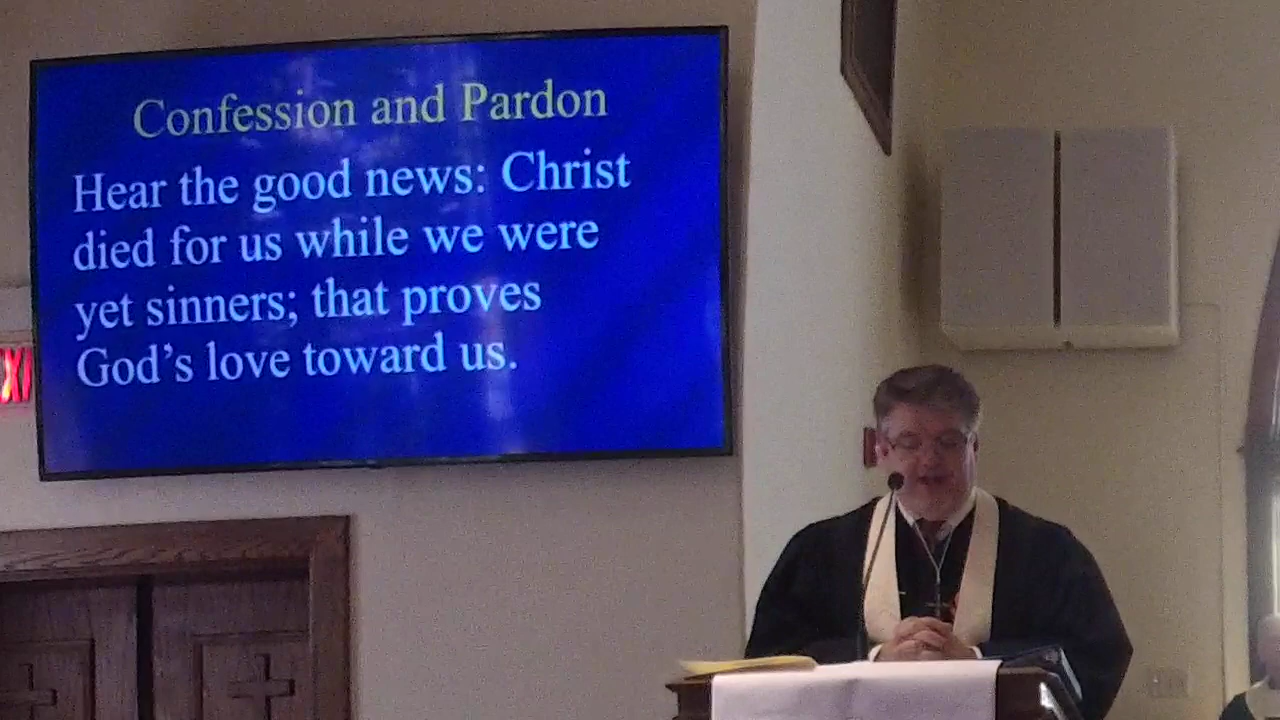 Confession and Pardon
Hear the good news: Christ
died for us while we were
yet sinners; that proves
God's love toward us.
EXI